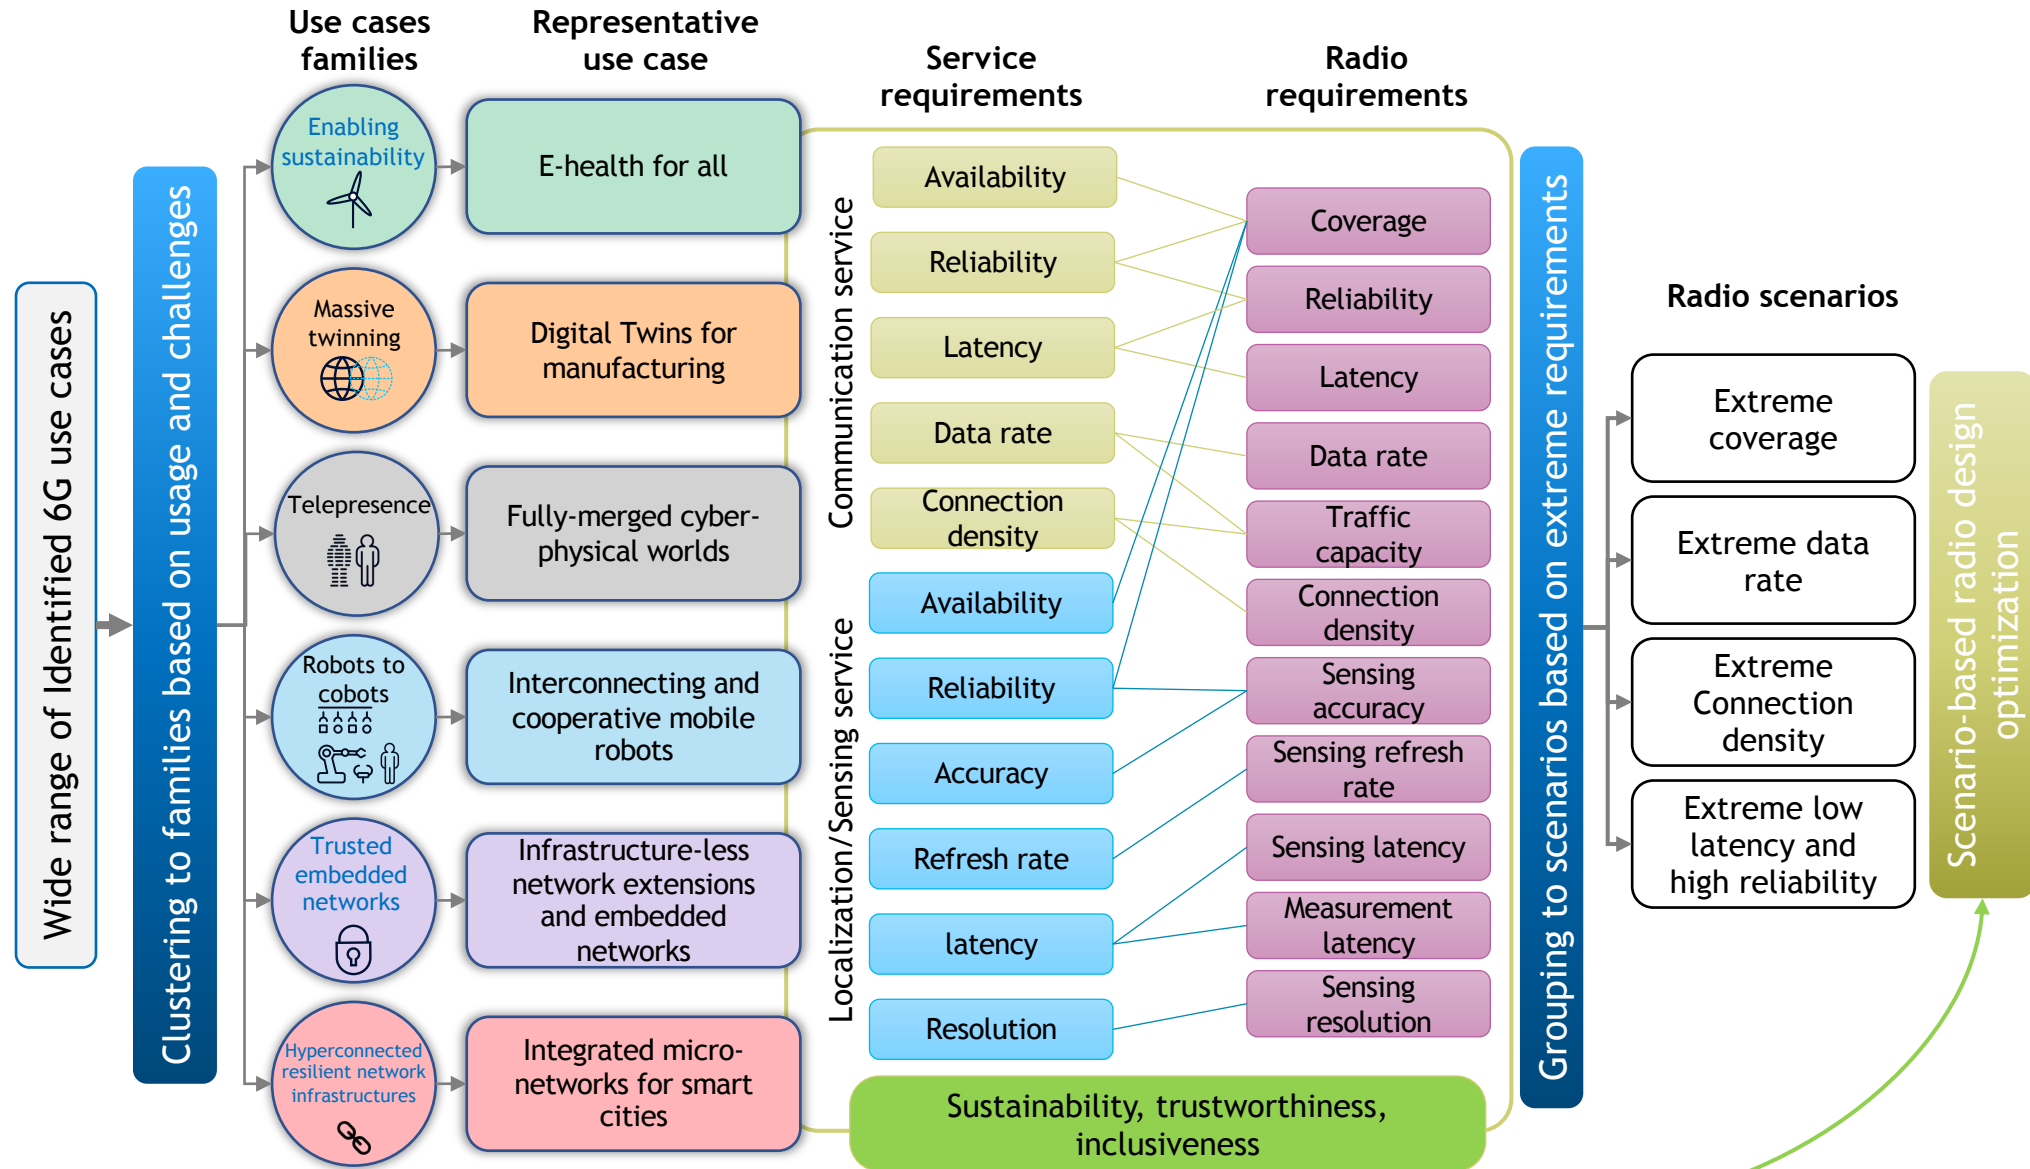 Use cases
families
Representative
use case
Service
requirements
Radio
requirements
Wide range of Identified 6G use cases
Clustering to families based on usage and challenges
Enabling
sustainability
E-health for all
Massive
twinning
Digital Twins for
manufacturing
Telepresence
Fully-merged cyber-
physical worlds
Robots to
cobots
Interconnecting and
cooperative mobile
robots
Trusted
embedded
networks
Infrastructure-less
network extensions
and embedded
networks
Hyperconnected
resilient network
infrastructures
Integrated micro-
networks for smart
cities
Communication service
Availability
Reliability
Latency
Data rate
Connection
density
Localization/Sensing service
Availability
Reliability
Accuracy
Refresh rate
latency
Resolution
Coverage
Reliability
Latency
Data rate
Traffic
capacity
Connection
density
Sensing
accuracy
Sensing refresh
rate
Sensing latency
Measurement
latency
Sensing
resolution
Sustainability, trustworthiness,
inclusiveness
Grouping to scenarios based on extreme requirements
Radio scenarios
Extreme
coverage
Extreme data
rate
Extreme
Connection
density
Extreme low
latency and
high reliability
Scenario-based radio design
optimization